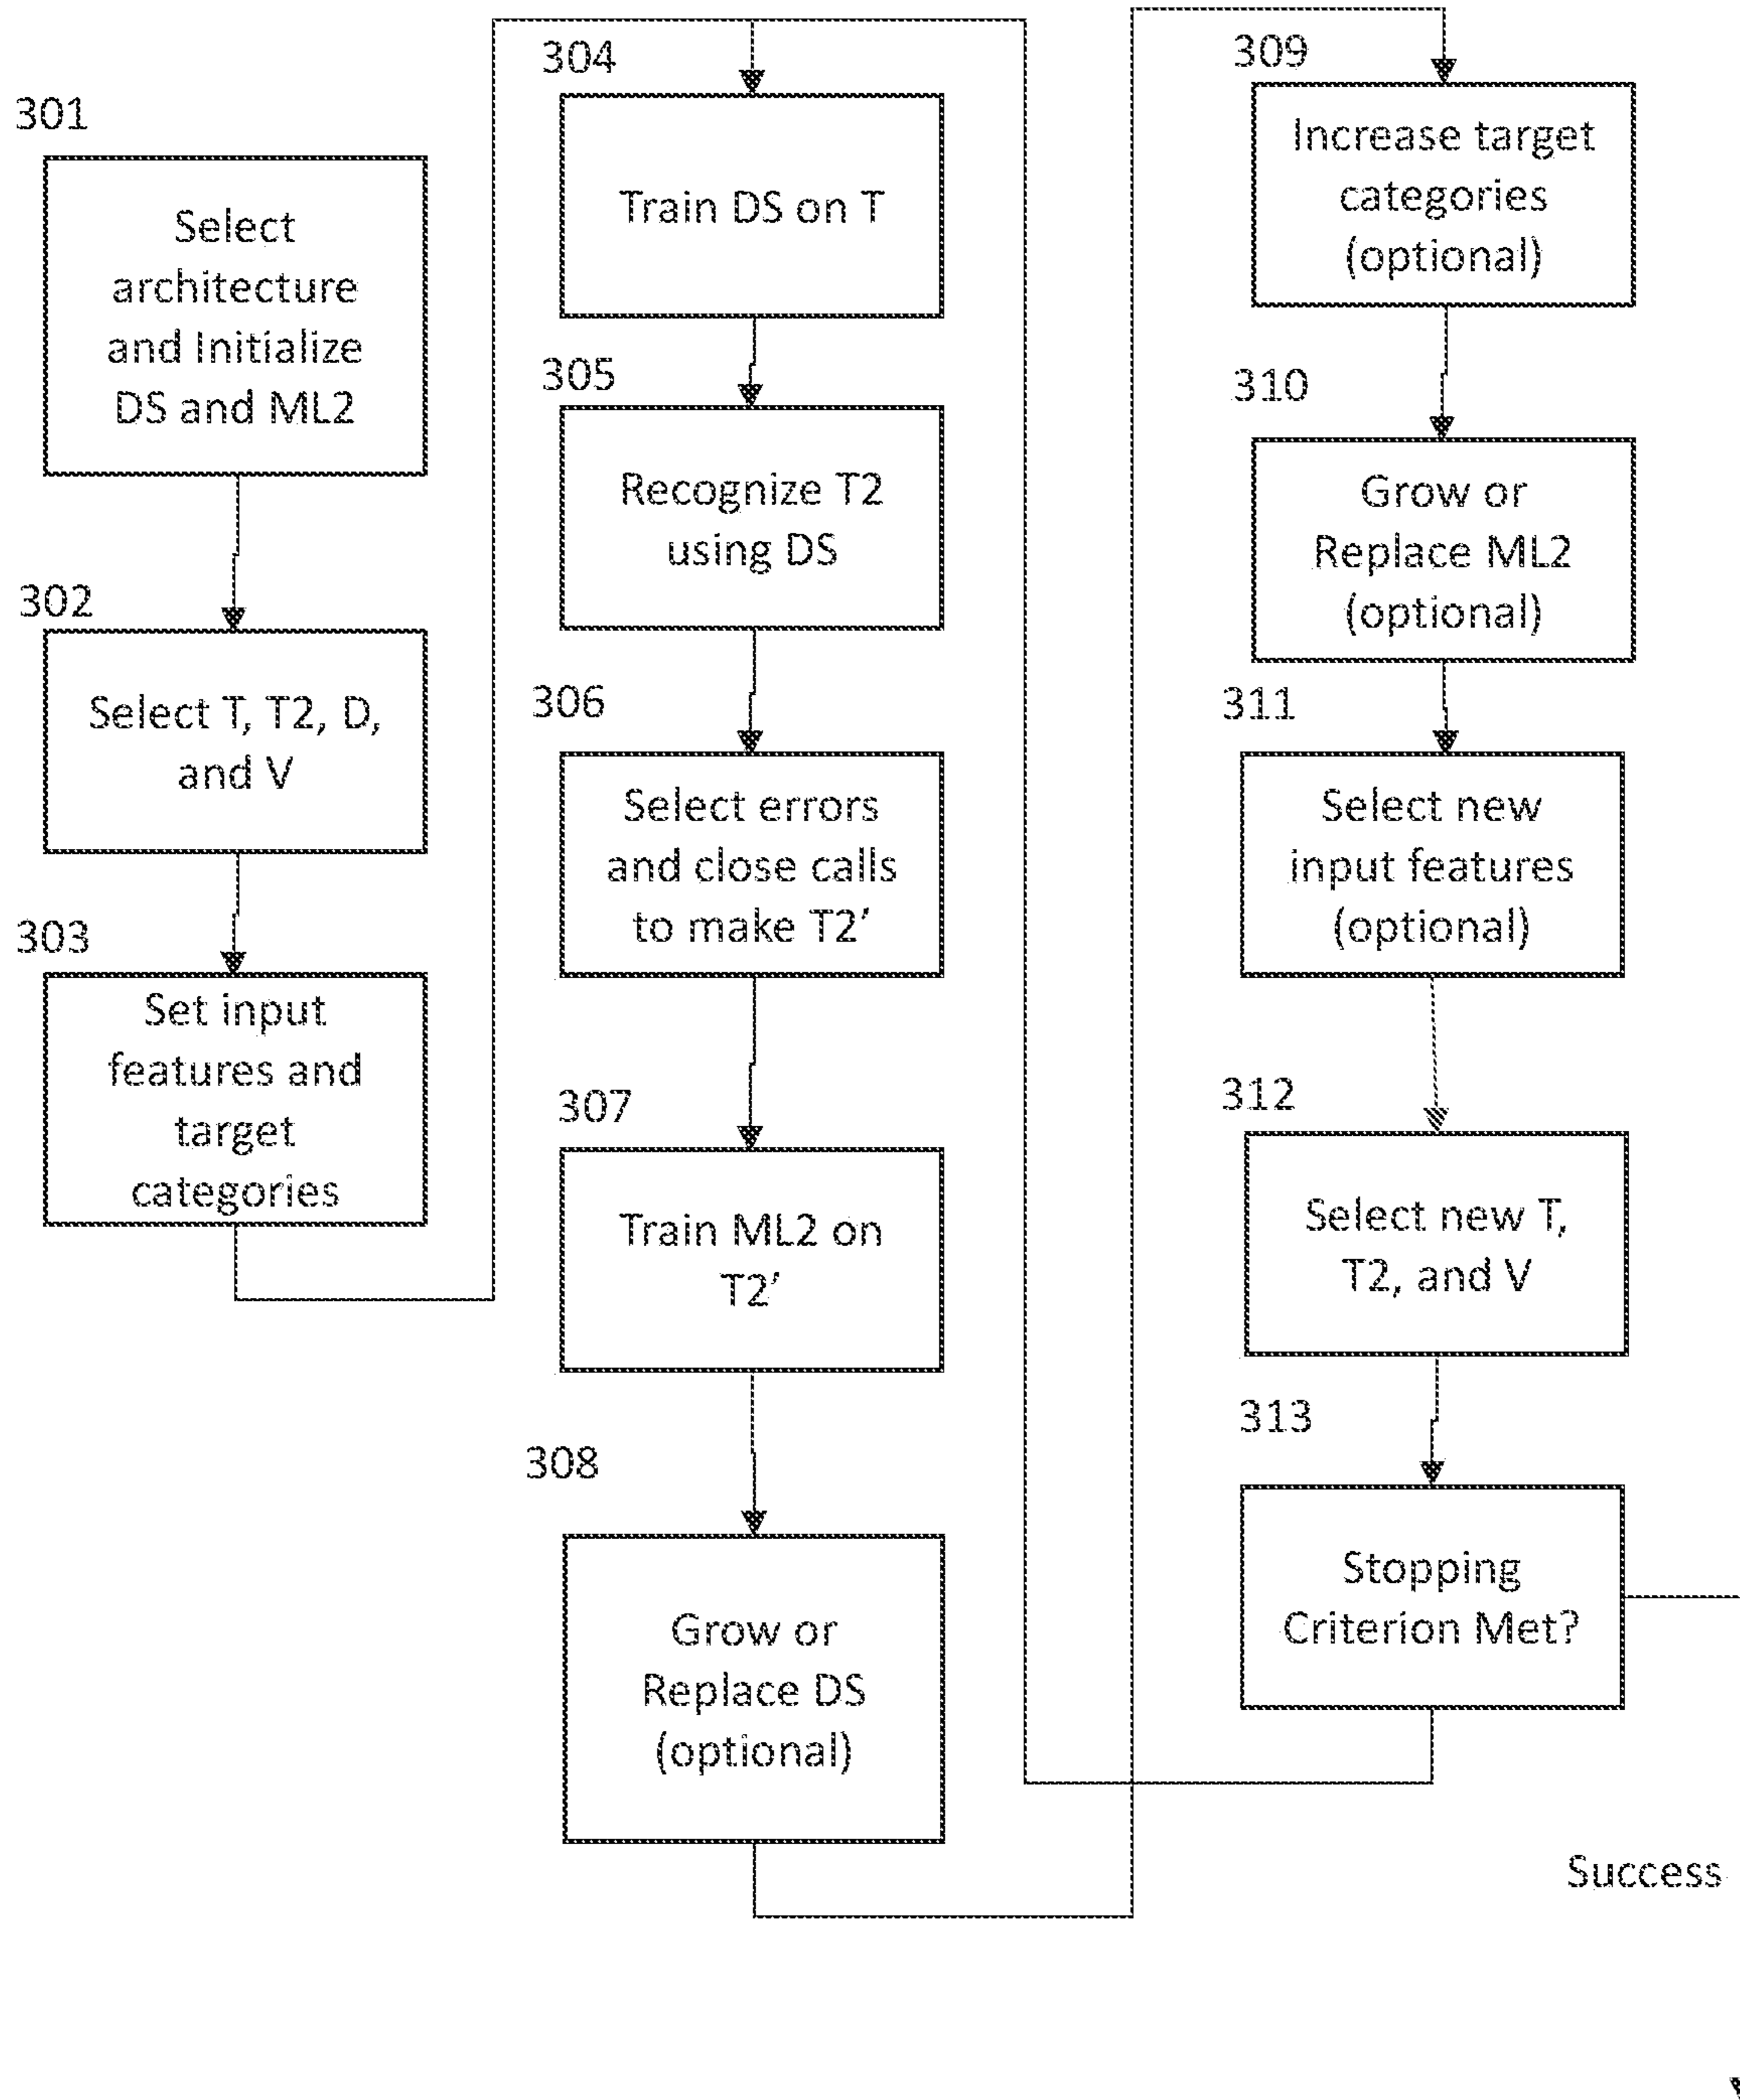 301
Select
architecture
and Initialize
DS and ML2
302
Select T, T2, D,
and V
303
Set input
features and
target
categories
304
Train DS on T
305
Recognize T2
using DS
306
Select errors
and close calls
to make T2’
307
Train ML2 on
T2’
308
Grow or
Replace DS
(optional)
309
Increase target
categories
(optional)
310
Grow or
Replace ML2
(optional)
311
Select new
input features
(optional)
312
Select new T,
T2, and V
313
Stopping
Criterion Met?
Success